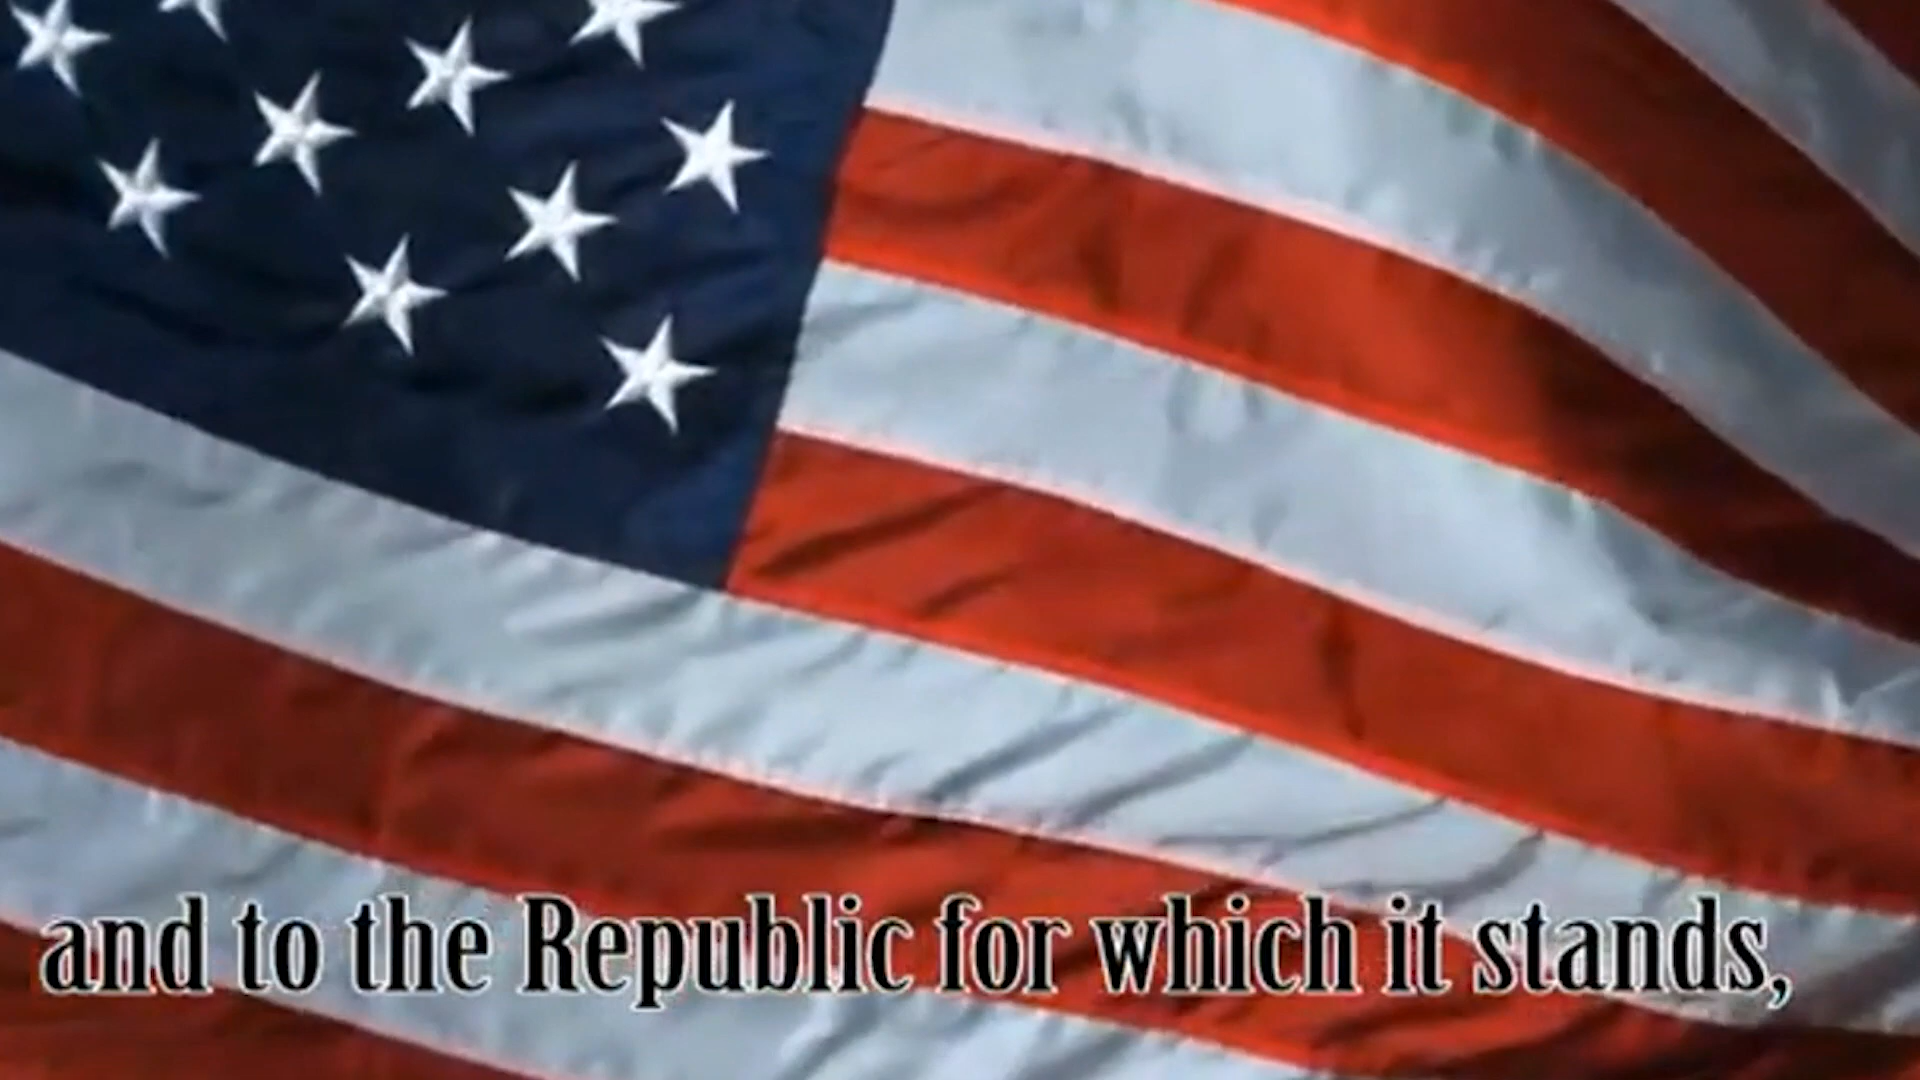 and to the Republic for which it stands,